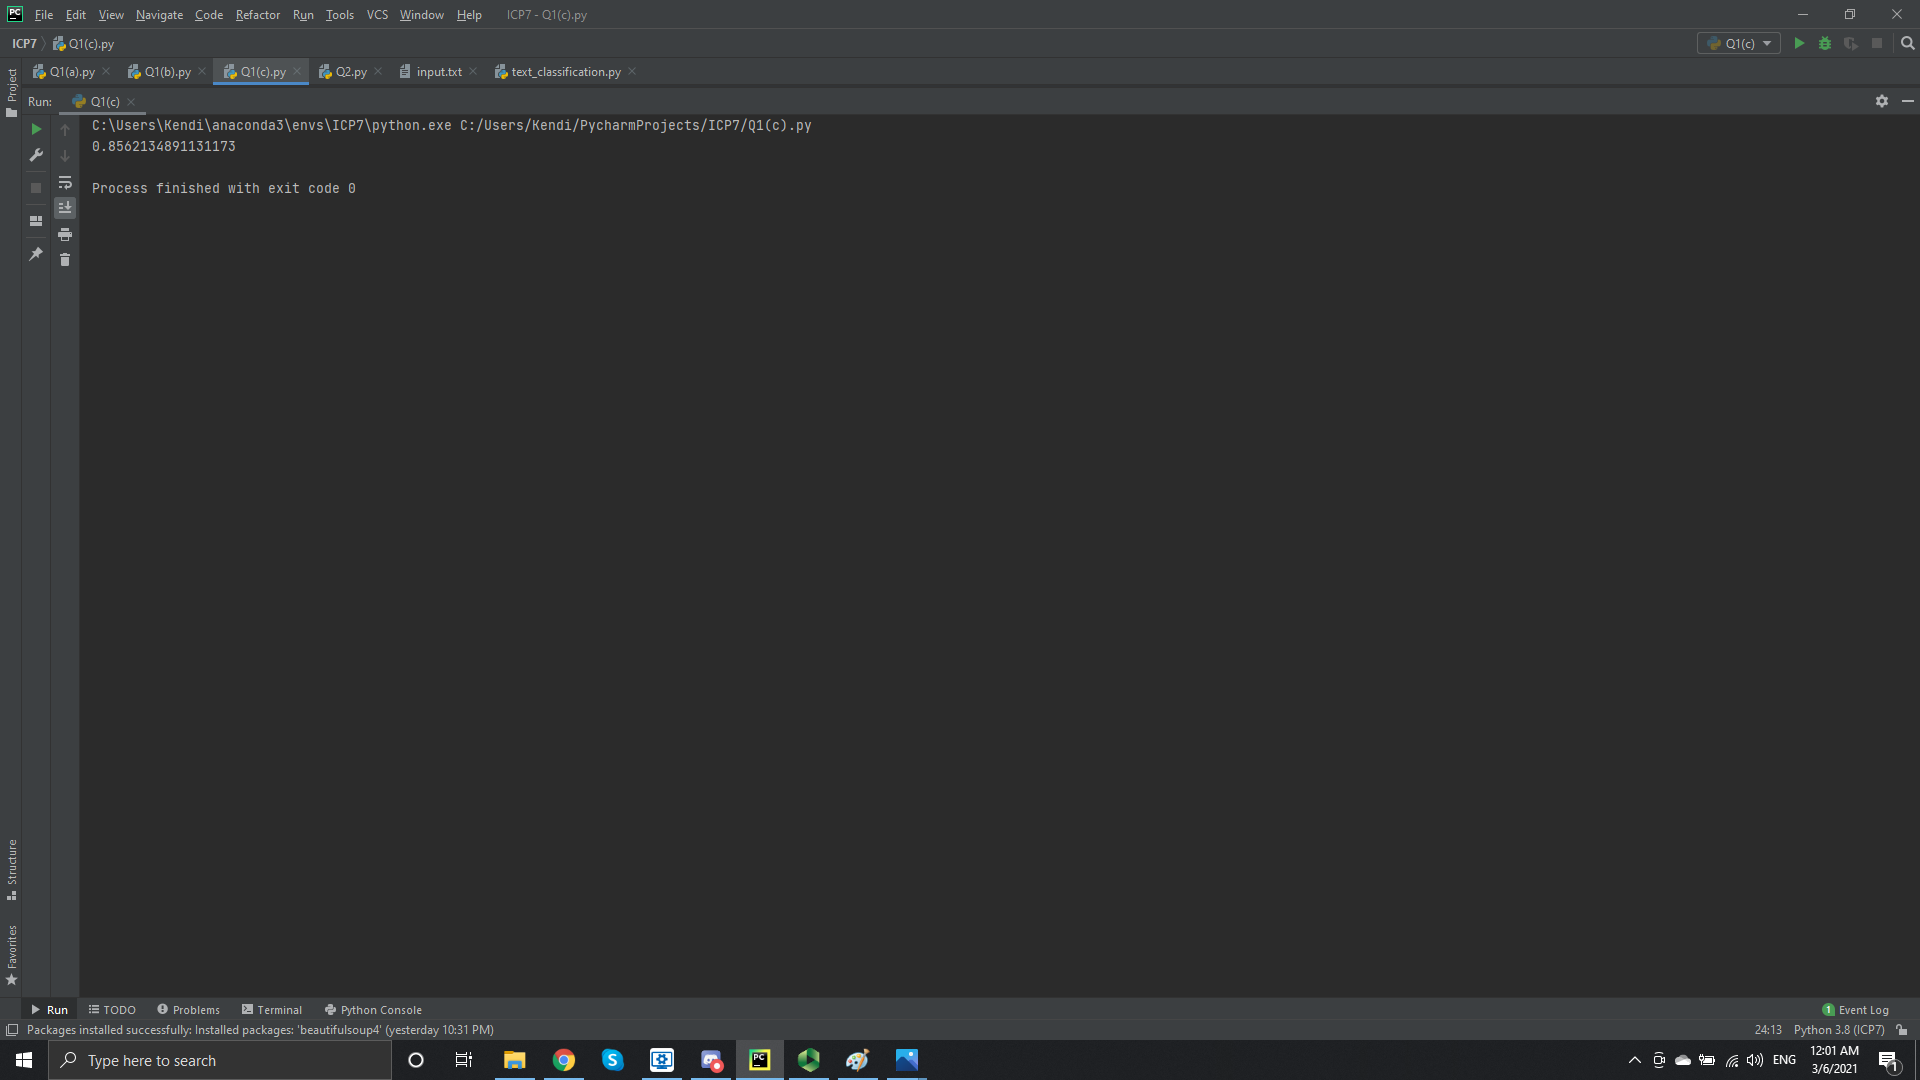 PC File Edit View Navigate Code Refactor Run Tools VCS Window Help ICP7 - Q1(c).py
ICP7 Q1(c).py Q1(c)
Project
Q1(a).py Q1(b).py Q1(c).py Q2.py input.txt text_classification.py
Run: Q1(c)
C:\Users\Kendi\anaconda3\envs\ICP7\python.exe C:/Users/Kendi/PycharmProjects/ICP7/Q1(c).py
0.8562134891131173
Process finished with exit code 0
Structure
Favorites
Run TODO Problems Terminal Python Console 1 Event Log
Packages installed successfully: Installed packages: 'beautifulsoup4' (yesterday 10:31 PM) 24:13 Python 3.8 (ICP7)
Type here to search S PC ENG 12:01 AM 1
3/6/2021